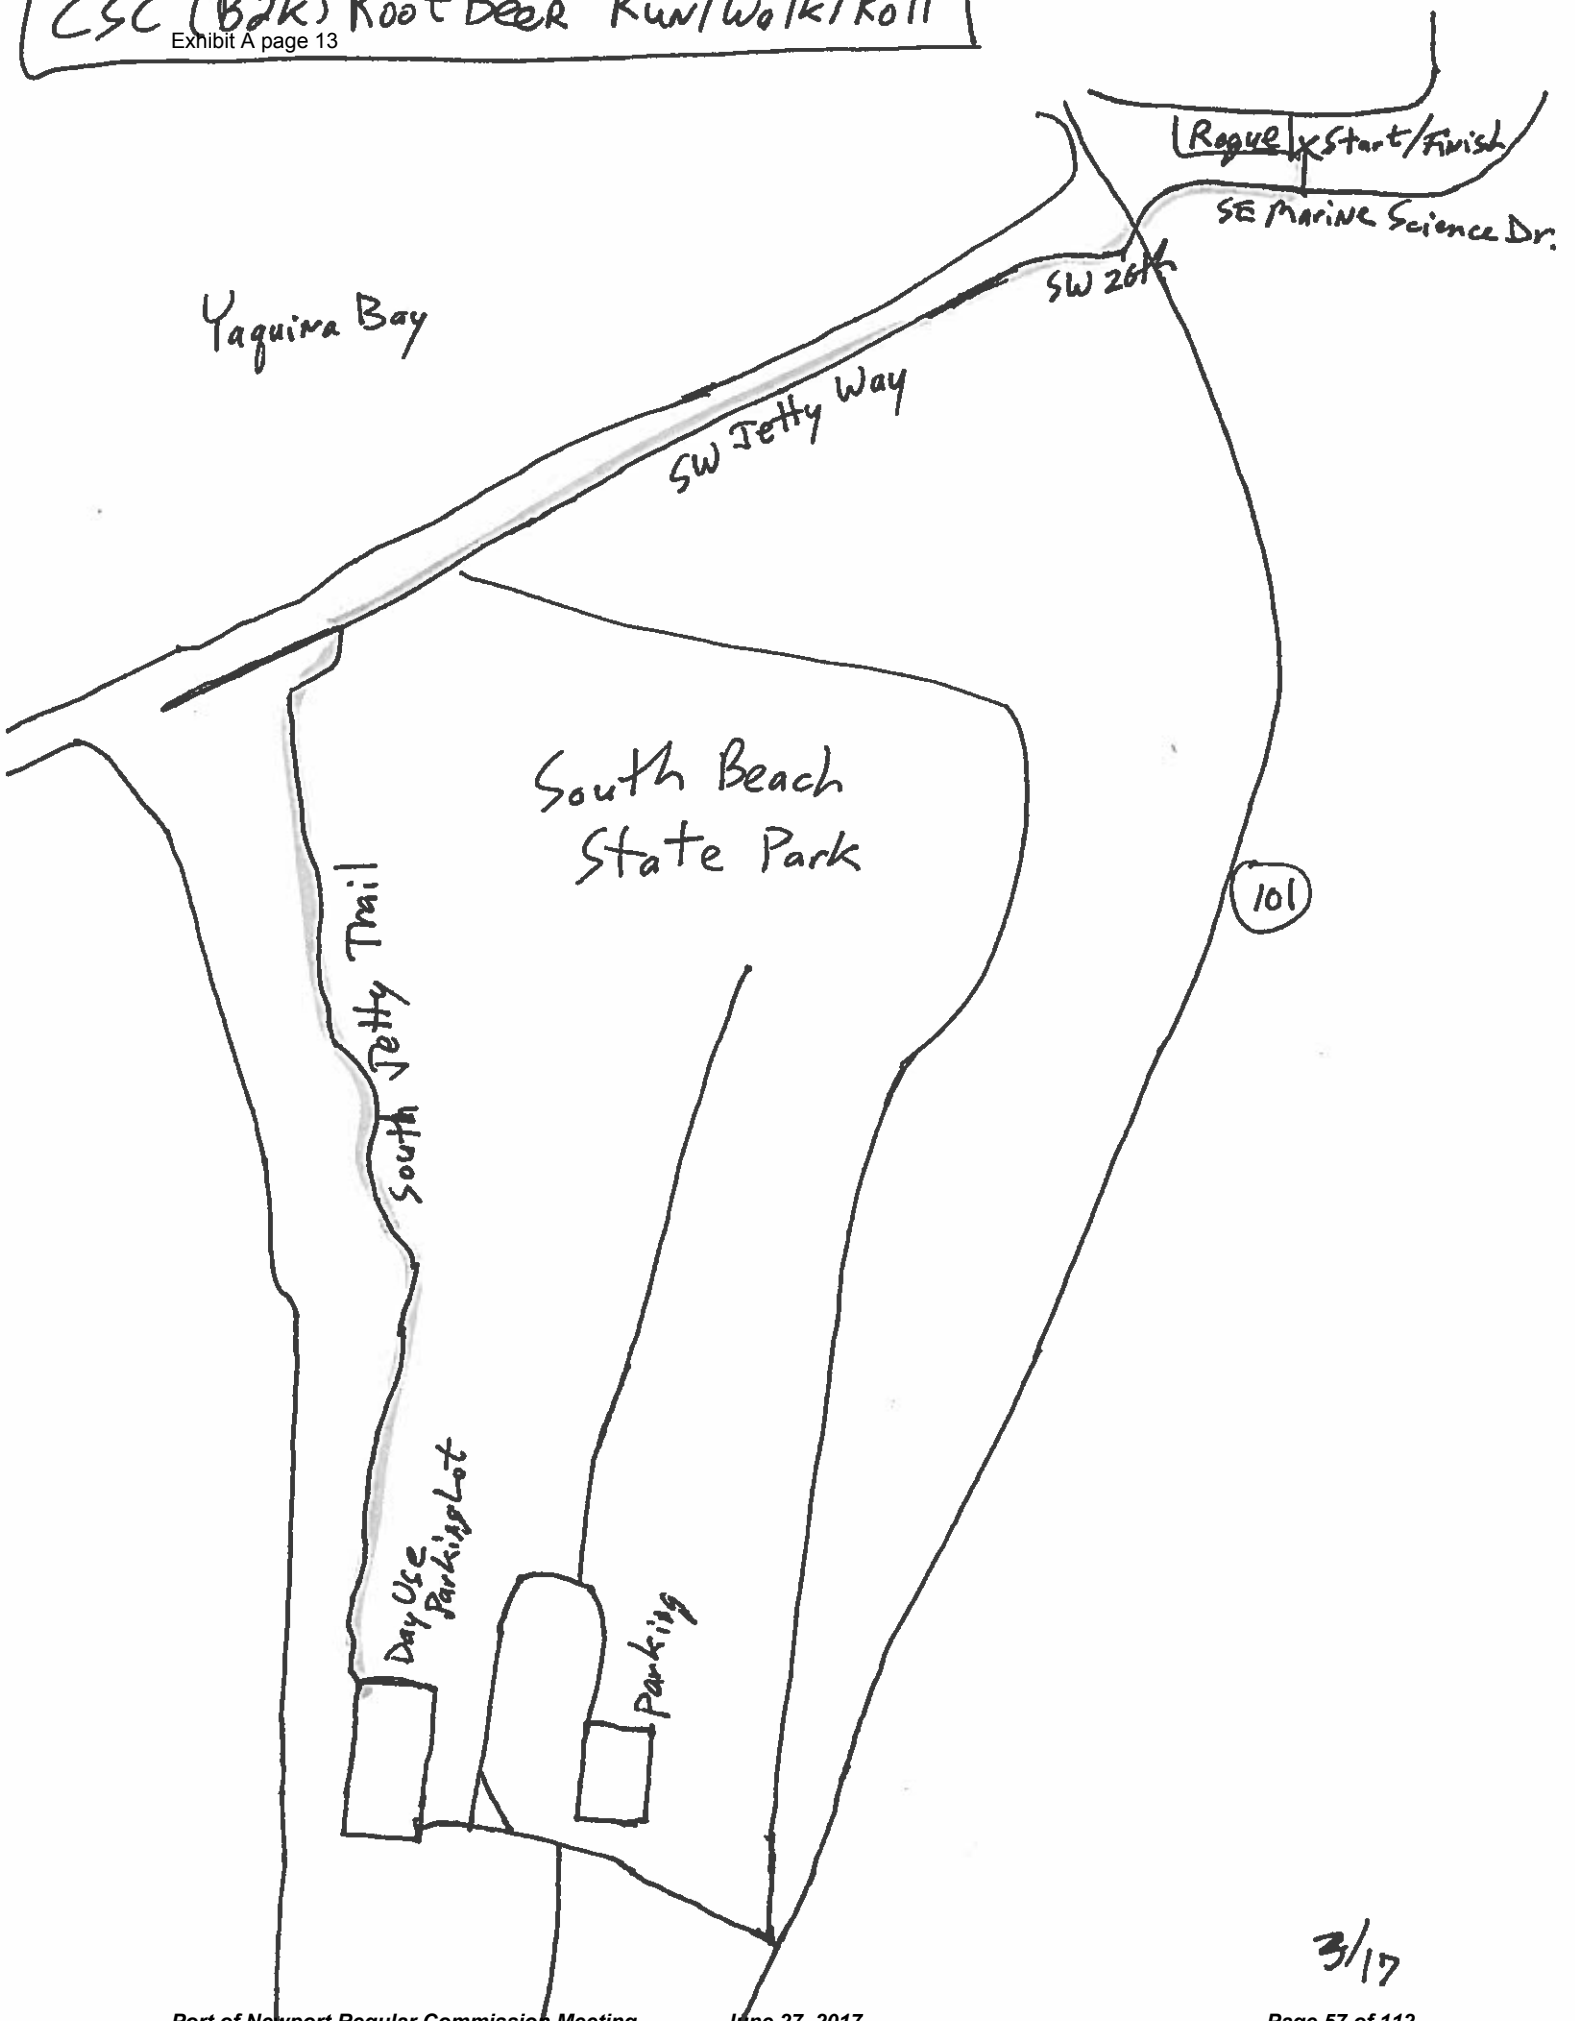 CSC (B2K) Root Deer Run/Walk/Roll
Exhibit A page 13
Rogue
x Start/Finish
SE Marine Science Dr.
SW 26th
Yaquina Bay
SW Jetty Way
South Beach
State Park
101
South Jetty Trail
Day Use
Parking Lot
Parking
3/17
Port of Newport Regular Commission Meeting June 27, 2017 Page 57 of 112